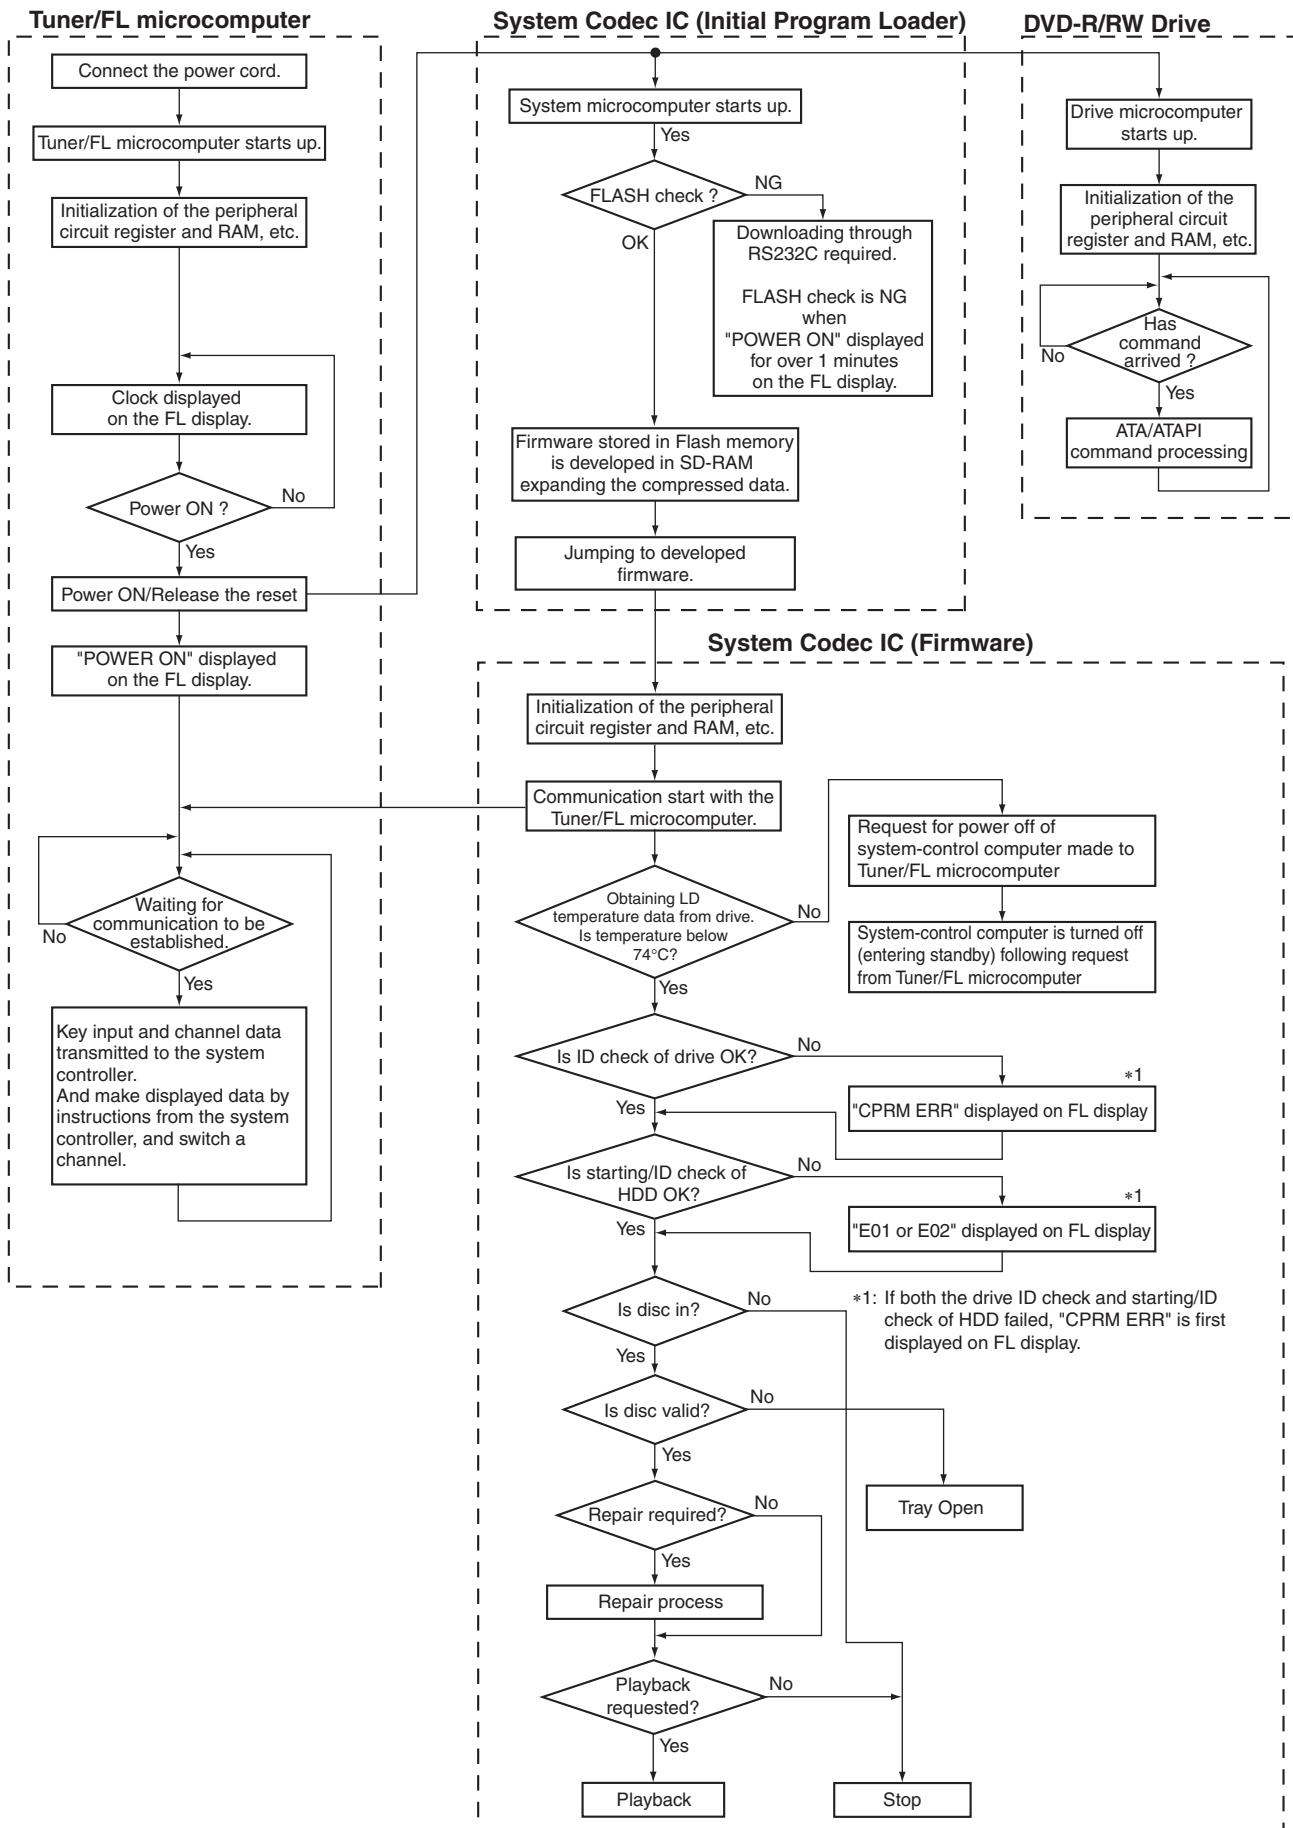 Tuner/FL microcomputer
Connect the power cord.
Tuner/FL microcomputer starts up.
Initialization of the peripheral
circuit register and RAM, etc.
Clock displayed
on the FL display.
Power ON ?
No
Yes
Power ON/Release the reset
"POWER ON" displayed
on the FL display.
Waiting for
communication to be
established.
No
Yes
Key input and channel data
transmitted to the system
controller.
And make displayed data by
instructions from the system
controller, and switch a
channel.
System Codec IC (Initial Program Loader)
System microcomputer starts up.
Yes
FLASH check ?
NG
OK
Downloading through
RS232C required.
FLASH check is NG
when
"POWER ON" displayed
for over 1 minutes
on the FL display.
Firmware stored in Flash memory
is developed in SD-RAM
expanding the compressed data.
Jumping to developed
firmware.
DVD-R/RW Drive
Drive microcomputer
starts up.
Initialization of the
peripheral circuit
register and RAM, etc.
Has
command
arrived ?
No
Yes
ATA/ATAPI
command processing
System Codec IC (Firmware)
Initialization of the peripheral
circuit register and RAM, etc.
Communication start with the
Tuner/FL microcomputer.
Obtaining LD
temperature data from drive.
Is temperature below
74°C?
No
Yes
Request for power off of
system-control computer made to
Tuner/FL microcomputer
System-control computer is turned off
(entering standby) following request
from Tuner/FL microcomputer
Is ID check of drive OK?
No
Yes
*1
"CPRM ERR" displayed on FL display
Is starting/ID check of
HDD OK?
No
Yes
*1
"E01 or E02" displayed on FL display
*1: If both the drive ID check and starting/ID
check of HDD failed, "CPRM ERR" is first
displayed on FL display.
Is disc in?
No
Yes
Is disc valid?
No
Yes
Tray Open
Repair required?
No
Yes
Repair process
Playback
requested?
No
Yes
Playback
Stop